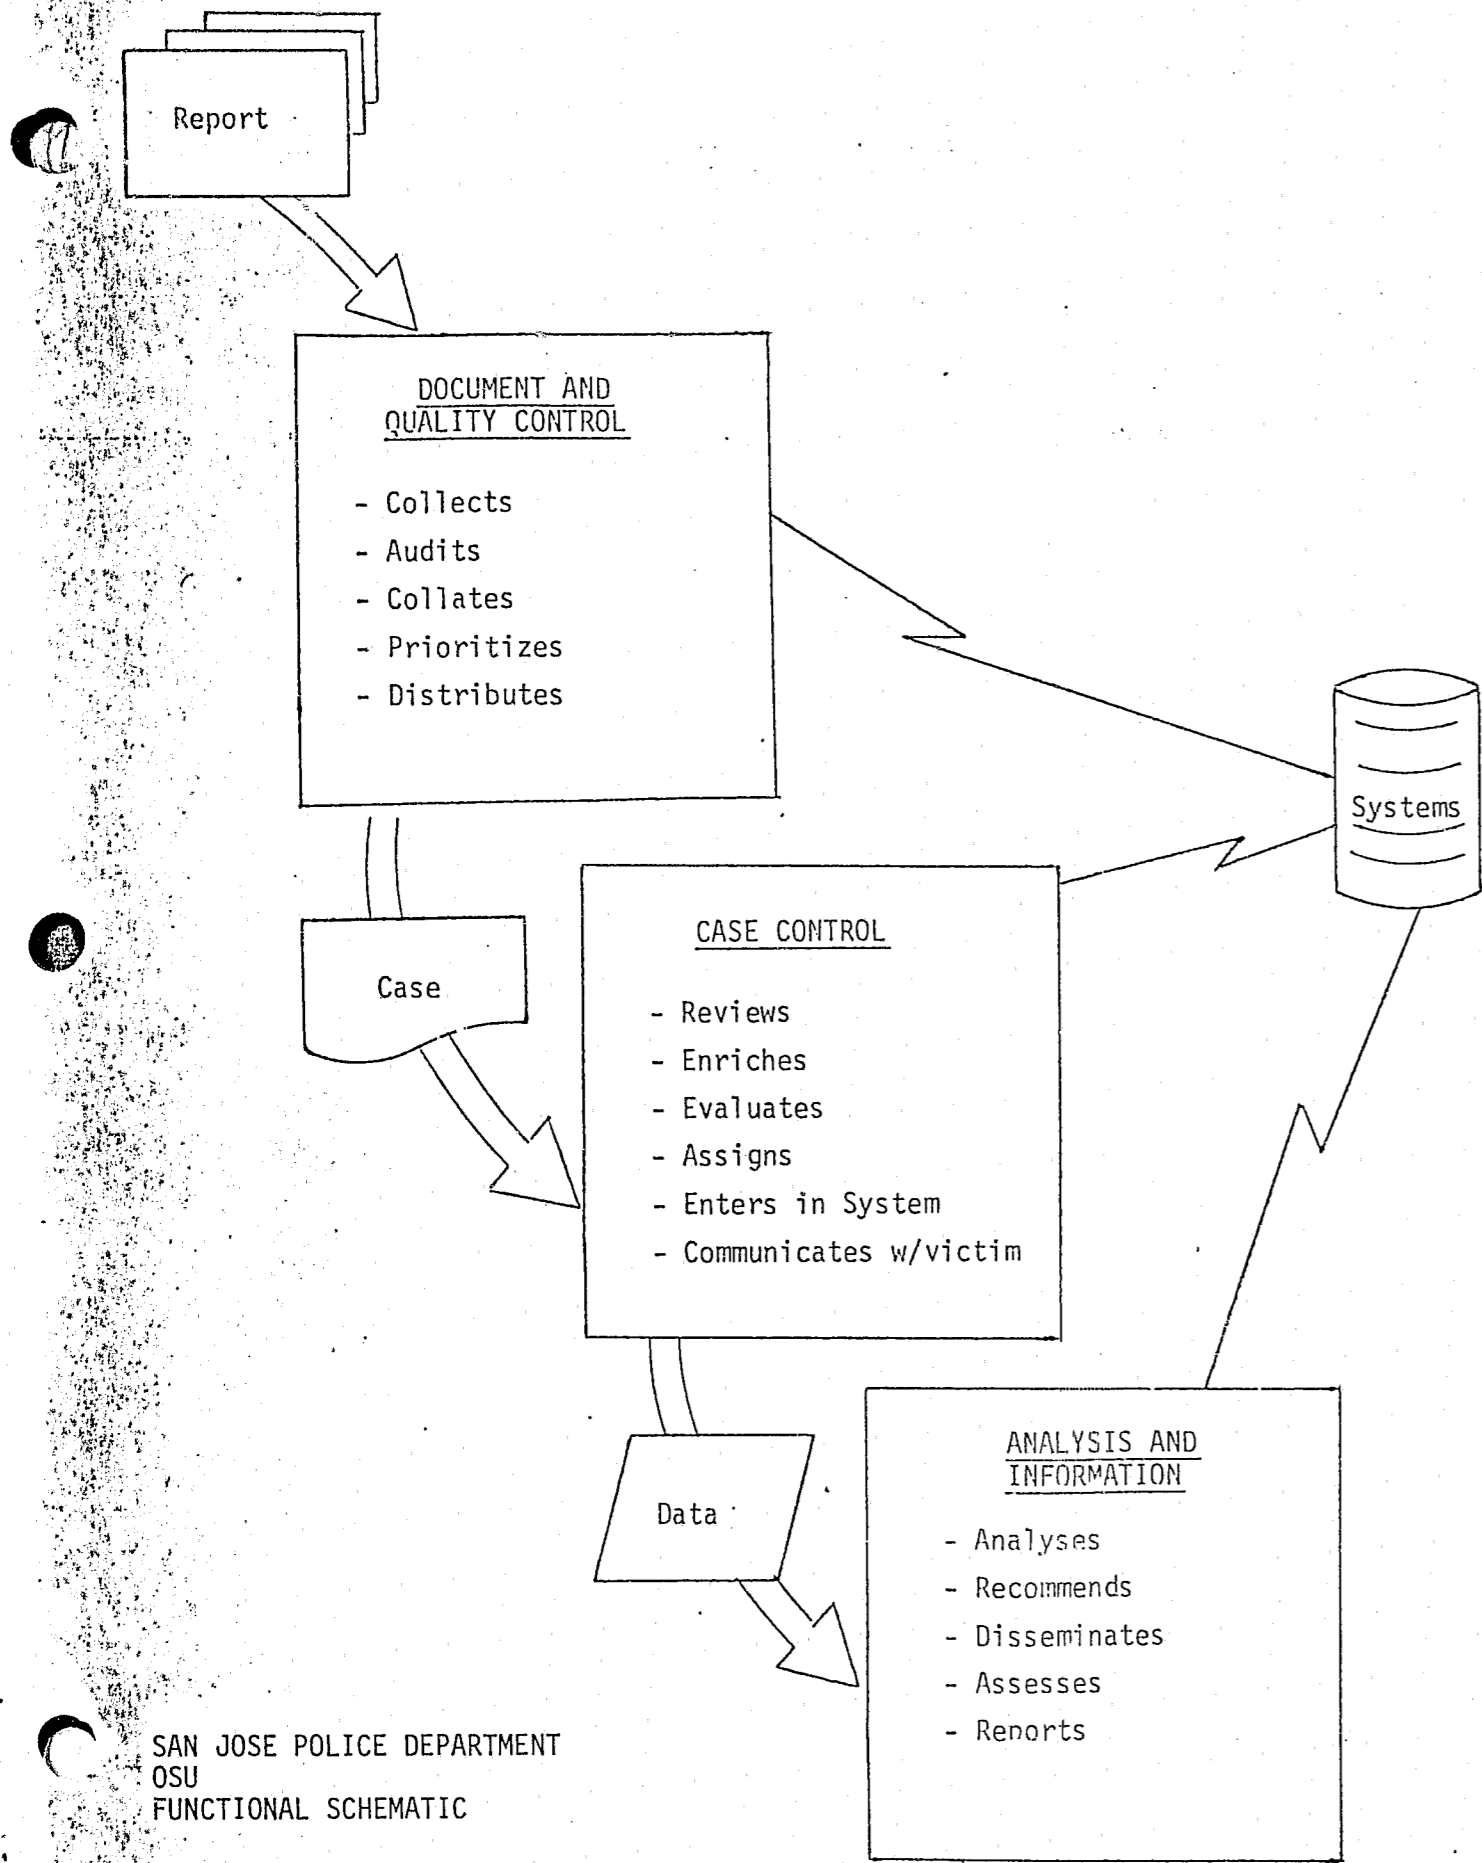 Report
DOCUMENT AND
QUALITY CONTROL
- Collects
- Audits
- Collates
- Prioritizes
- Distributes
Systems
Case
CASE CONTROL
- Reviews
- Enriches
- Evaluates
- Assigns
- Enters in System
- Communicates w/victim
Data
ANALYSIS AND
INFORMATION
- Analyses
- Recommends
- Disseminates
- Assesses
- Reports
SAN JOSE POLICE DEPARTMENT
OSU
FUNCTIONAL SCHEMATIC